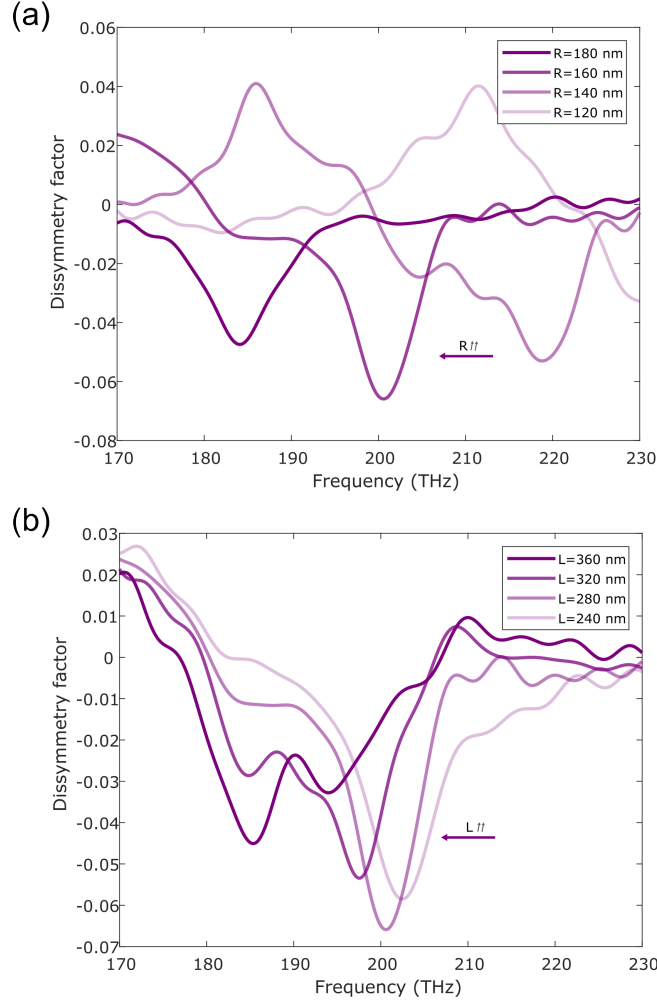 (a)
0.06
0.04
0.02
0
-0.02
-0.04
-0.06
-0.08
Dissymmetry factor
R=180 nm
R=160 nm
R=140 nm
R=120 nm
R⇈
170 180 190 200 210 220 230
Frequency (THz)
(b)
0.03
0.02
0.01
0
-0.01
-0.02
-0.03
-0.04
-0.05
-0.06
-0.07
Dissymmetry factor
L=360 nm
L=320 nm
L=280 nm
L=240 nm
L⇈
170 180 190 200 210 220 230
Frequency (THz)